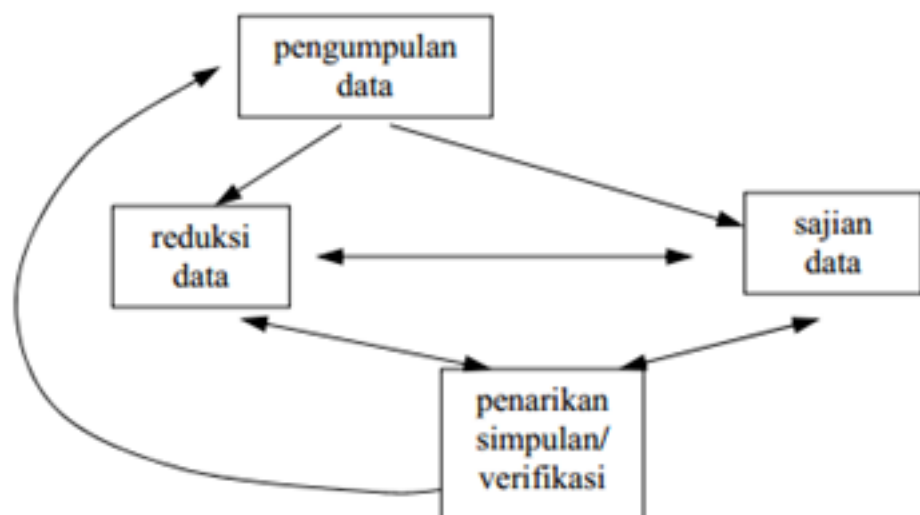 pengumpulan
data
reduksi
data
sajian
data
penarikan
simpulan/
verifikasi